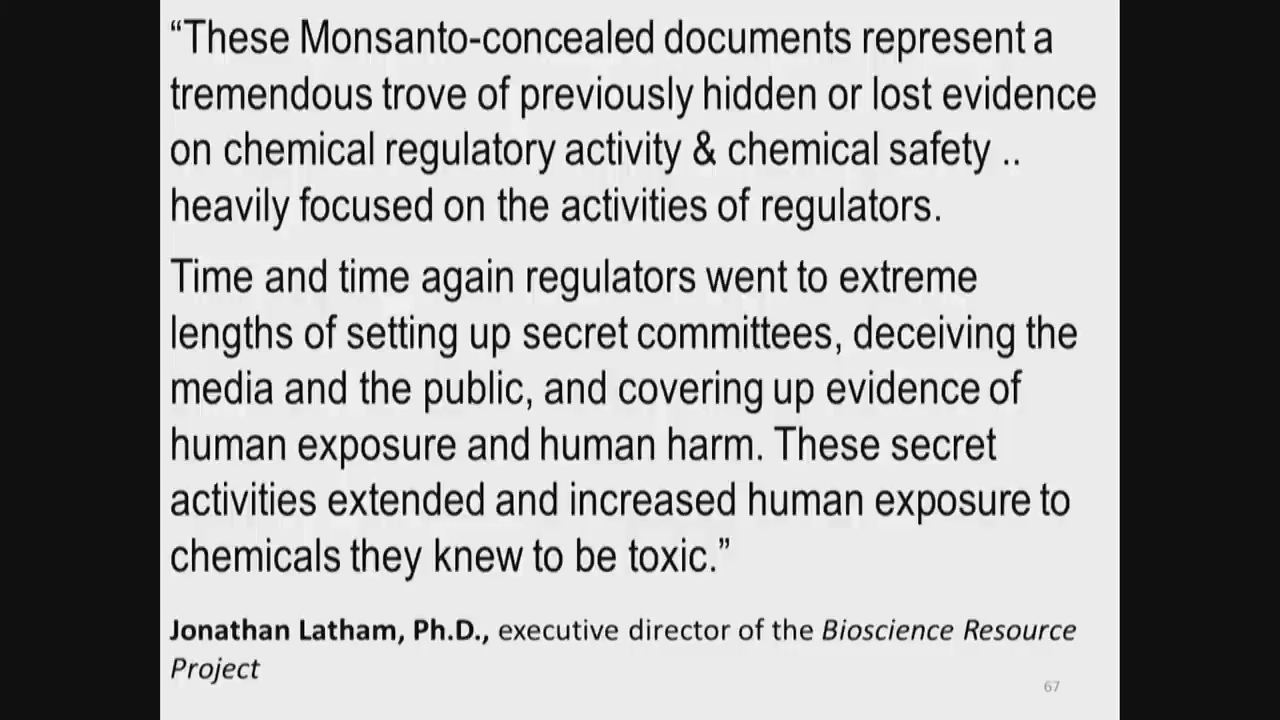 “These Monsanto-concealed documents represent a
tremendous trove of previously hidden or lost evidence
on chemical regulatory activity & chemical safety ..
heavily focused on the activities of regulators.
Time and time again regulators went to extreme
lengths of setting up secret committees, deceiving the
media and the public, and covering up evidence of
human exposure and human harm. These secret
activities extended and increased human exposure to
chemicals they knew to be toxic.”
Jonathan Latham, Ph.D., executive director of the Bioscience Resource
Project
67